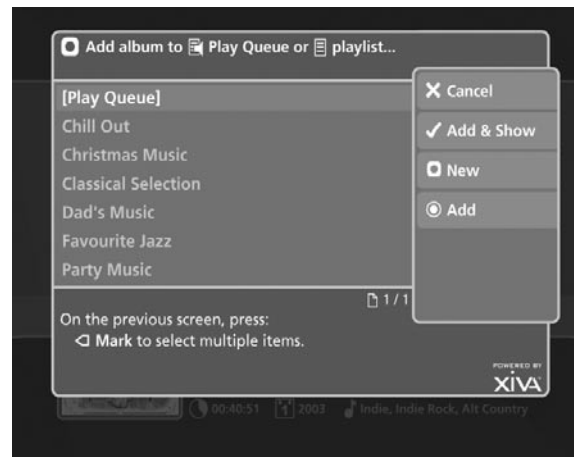 Add album to Play Queue or playlist...
[Play Queue]
Chill Out
Christmas Music
Classical Selection
Dad's Music
Favourite Jazz
Party Music
Cancel
Add & Show
New
Add
1 / 1
On the previous screen, press:
Mark to select multiple items.
POWERED BY
XiVA
00:40:51 1 2003 Indie, Indie Rock, Alt Country